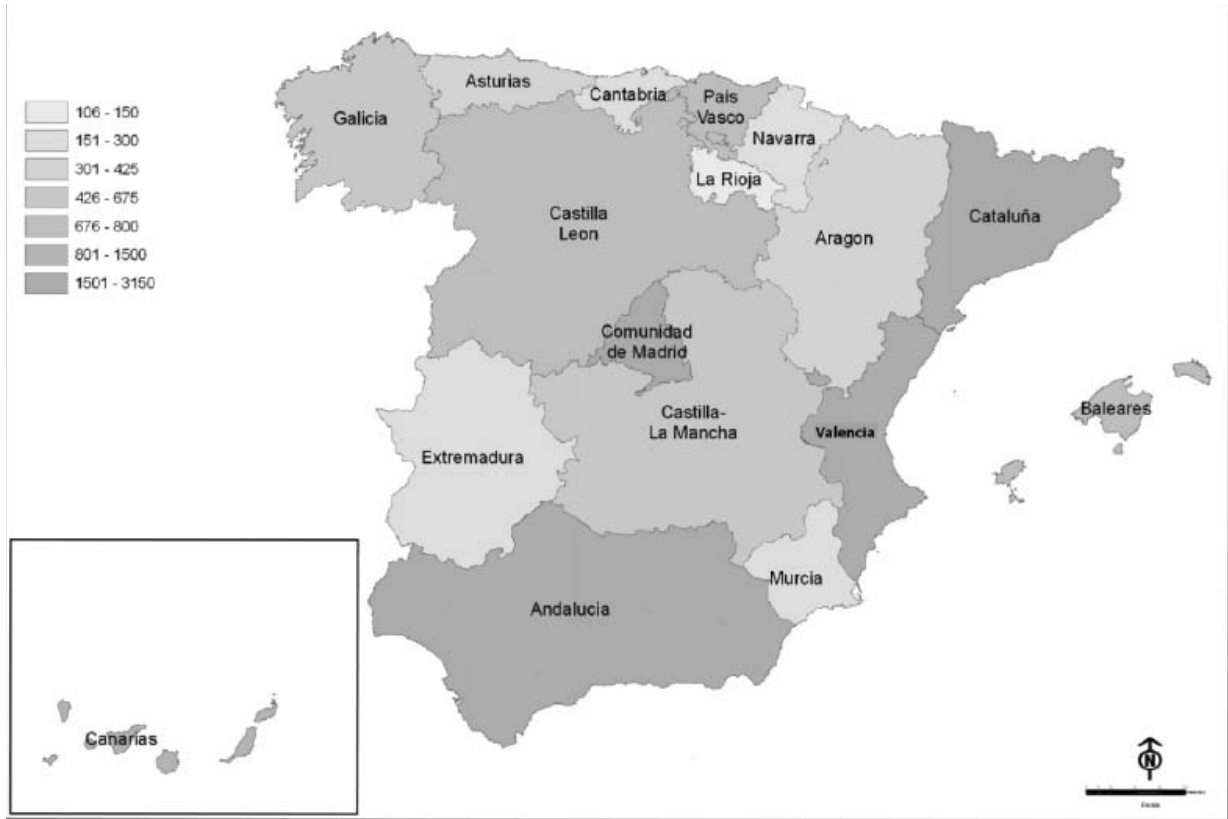 106 - 150
151 - 300
301 - 425
426 - 675
676 - 800
801 - 1500
1501 - 3150
Galicia
Asturias
Cantabria
Pais
Vasco
Navarra
La Rioja
Castilla
Leon
Aragon
Cataluña
Comunidad
de Madrid
Castilla-
La Mancha
Valencia
Baleares
Extremadura
Murcia
Andalucia
Canarias
N